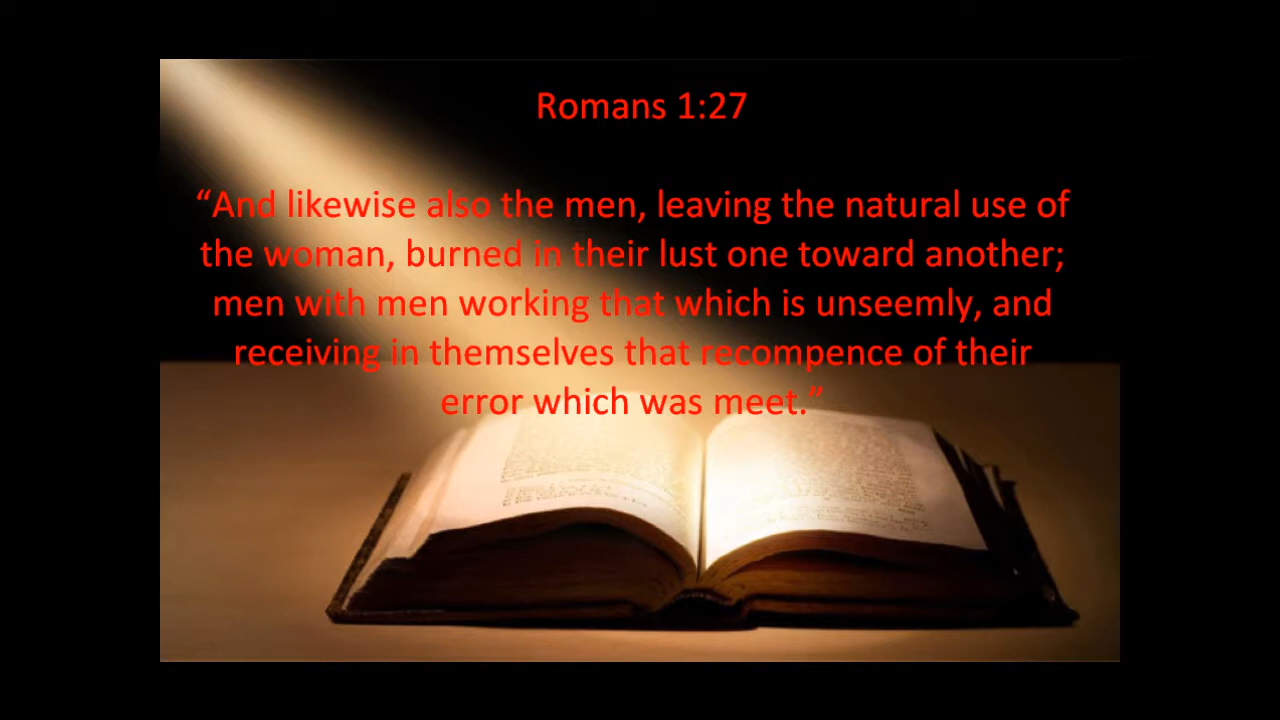 Romans 1:27
“And likewise also the men, leaving the natural use of
the woman, burned in their lust one toward another;
men with men working that which is unseemly, and
receiving in themselves that recompence of their
error which was meet.”